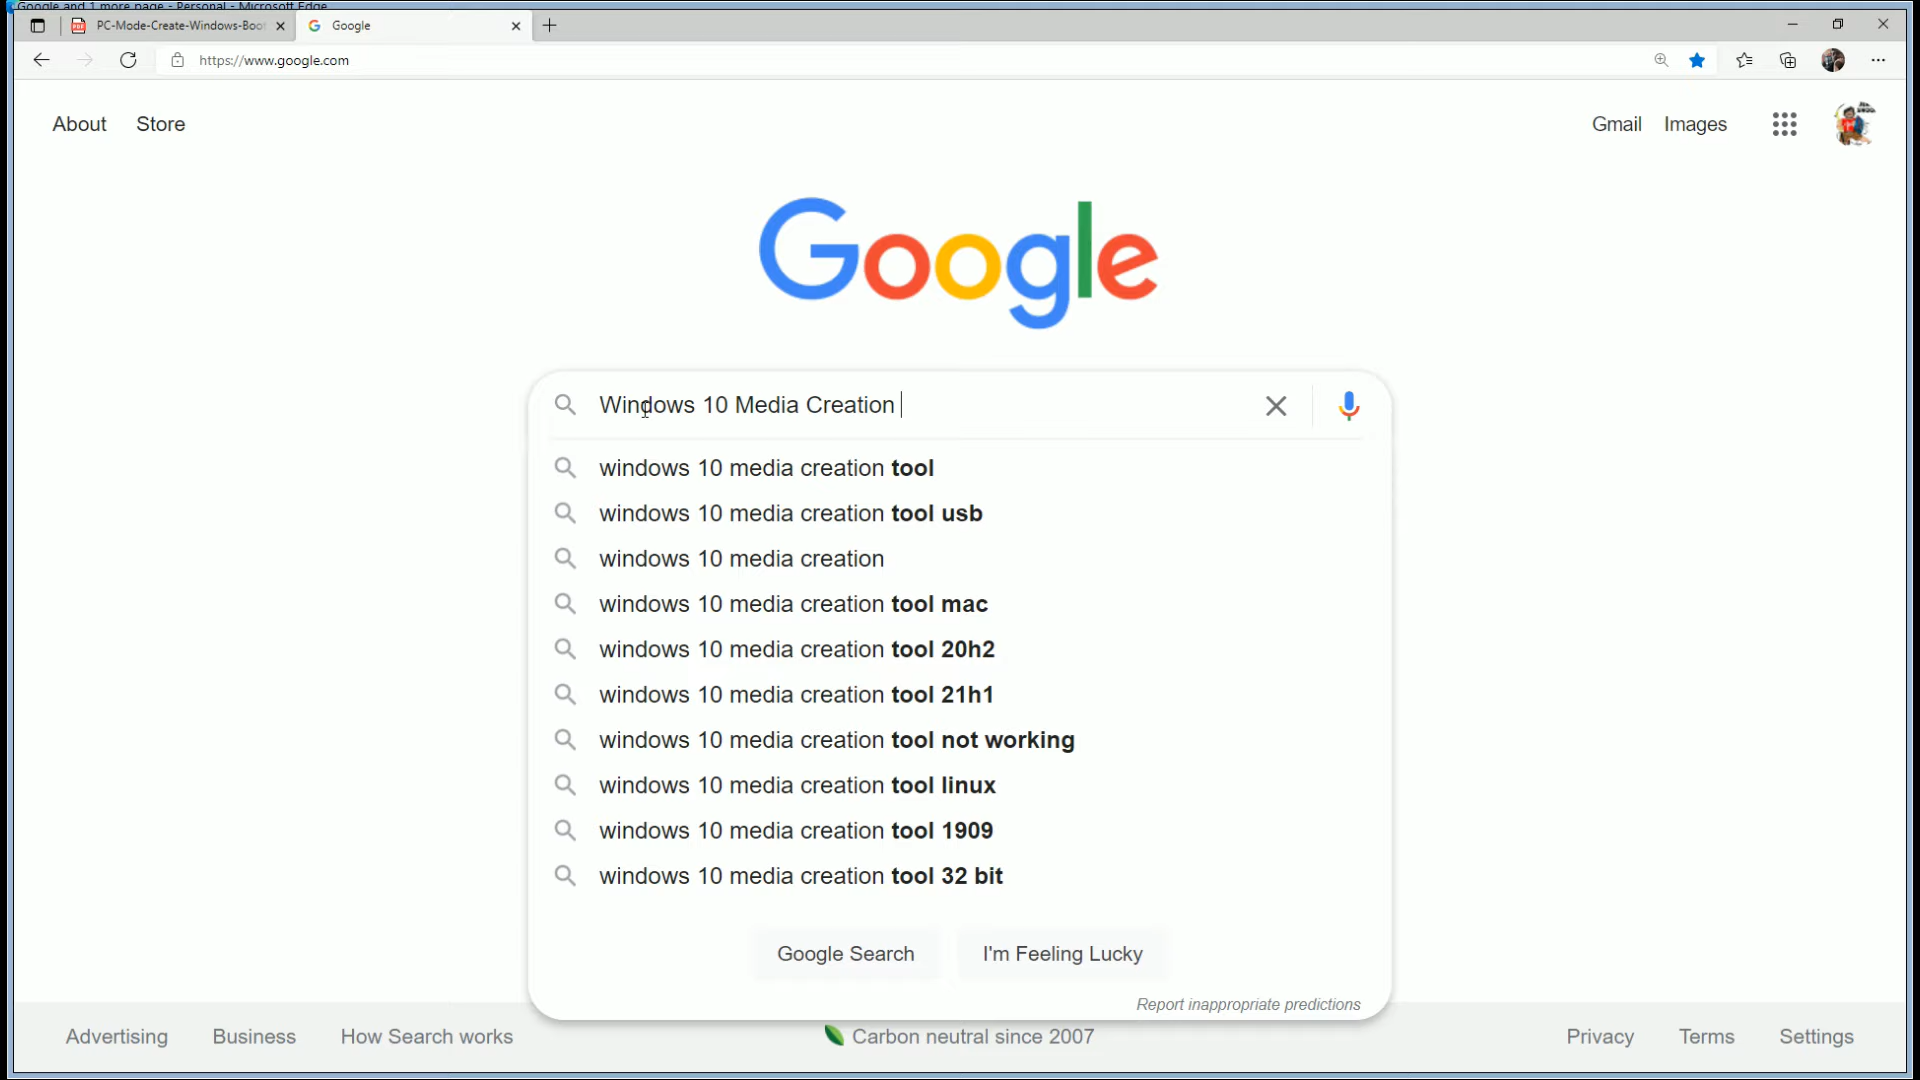 Google and 1 more page - Personal - Microsoft Edge
PC-Mode-Create-Windows-Boot
Google
https://www.google.com
About Store
Gmail Images
Google
Windows 10 Media Creation
windows 10 media creation tool
windows 10 media creation tool usb
windows 10 media creation
windows 10 media creation tool mac
windows 10 media creation tool 20h2
windows 10 media creation tool 21h1
windows 10 media creation tool not working
windows 10 media creation tool linux
windows 10 media creation tool 1909
windows 10 media creation tool 32 bit
Google Search I'm Feeling Lucky
Report inappropriate predictions
Advertising Business How Search works Carbon neutral since 2007 Privacy Terms Settings